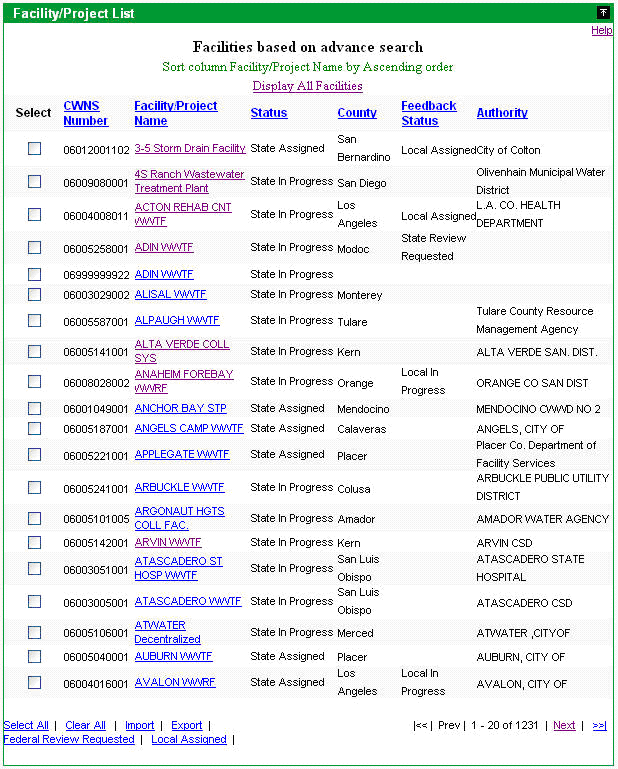 Facility/Project List
Help
Facilities based on advance search
Sort column Facility/Project Name by Ascending order
Display All Facilities
Select CWNS Number Facility/Project Name Status County Feedback Status Authority
06012001102 3-5 Storm Drain Facility State Assigned San Bernardino Local Assigned City of Colton
06009080001 4S Ranch Wastewater Treatment Plant State In Progress San Diego Olivenhain Municipal Water District
06004008011 ACTON REHAB CNT WWTF State In Progress Los Angeles Local Assigned L.A. CO. HEALTH DEPARTMENT
06005258001 ADIN WWTF State In Progress Modoc State Review Requested
06999999922 ADIN WWTF State In Progress
06003029002 ALISAL WWTF State In Progress Monterey
06005587001 ALPAUGH WWTF State In Progress Tulare Tulare County Resource Management Agency
06005141001 ALTA VERDE COLL SYS State In Progress Kern ALTA VERDE SAN. DIST.
06008028002 ANAHEIM FOREBAY WWRF State In Progress Orange Local In Progress ORANGE CO SAN DIST
06001049001 ANCHOR BAY STP State Assigned Mendocino MENDOCINO CWWD NO 2
06005187001 ANGELS CAMP WWTF State Assigned Calaveras ANGELS, CITY OF
06005221001 APPLEGATE WWTF State Assigned Placer Placer Co. Department of Facility Services
06005241001 ARBUCKLE WWTF State In Progress Colusa ARBUCKLE PUBLIC UTILITY DISTRICT
06005101005 ARGONAUT HGTS COLL FAC. State In Progress Amador AMADOR WATER AGENCY
06005142001 ARVIN WWTF State In Progress Kern ARVIN CSD
06003051001 ATASCADERO ST HOSP WWTF State In Progress San Luis Obispo ATASCADERO STATE HOSPITAL
06003005001 ATASCADERO WWTF State In Progress San Luis Obispo ATASCADERO CSD
06005106001 ATWATER Decentralized State In Progress Merced ATWATER ,CITYOF
06005040001 AUBURN WWTF State Assigned Placer AUBURN, CITY OF
06004016001 AVALON WWRF State Assigned Los Angeles Local In Progress AVALON, CITY OF
Select All | Clear All | Import | Export | |<< | Prev | 1 - 20 of 1231 | Next | >>|
Federal Review Requested | Local Assigned |